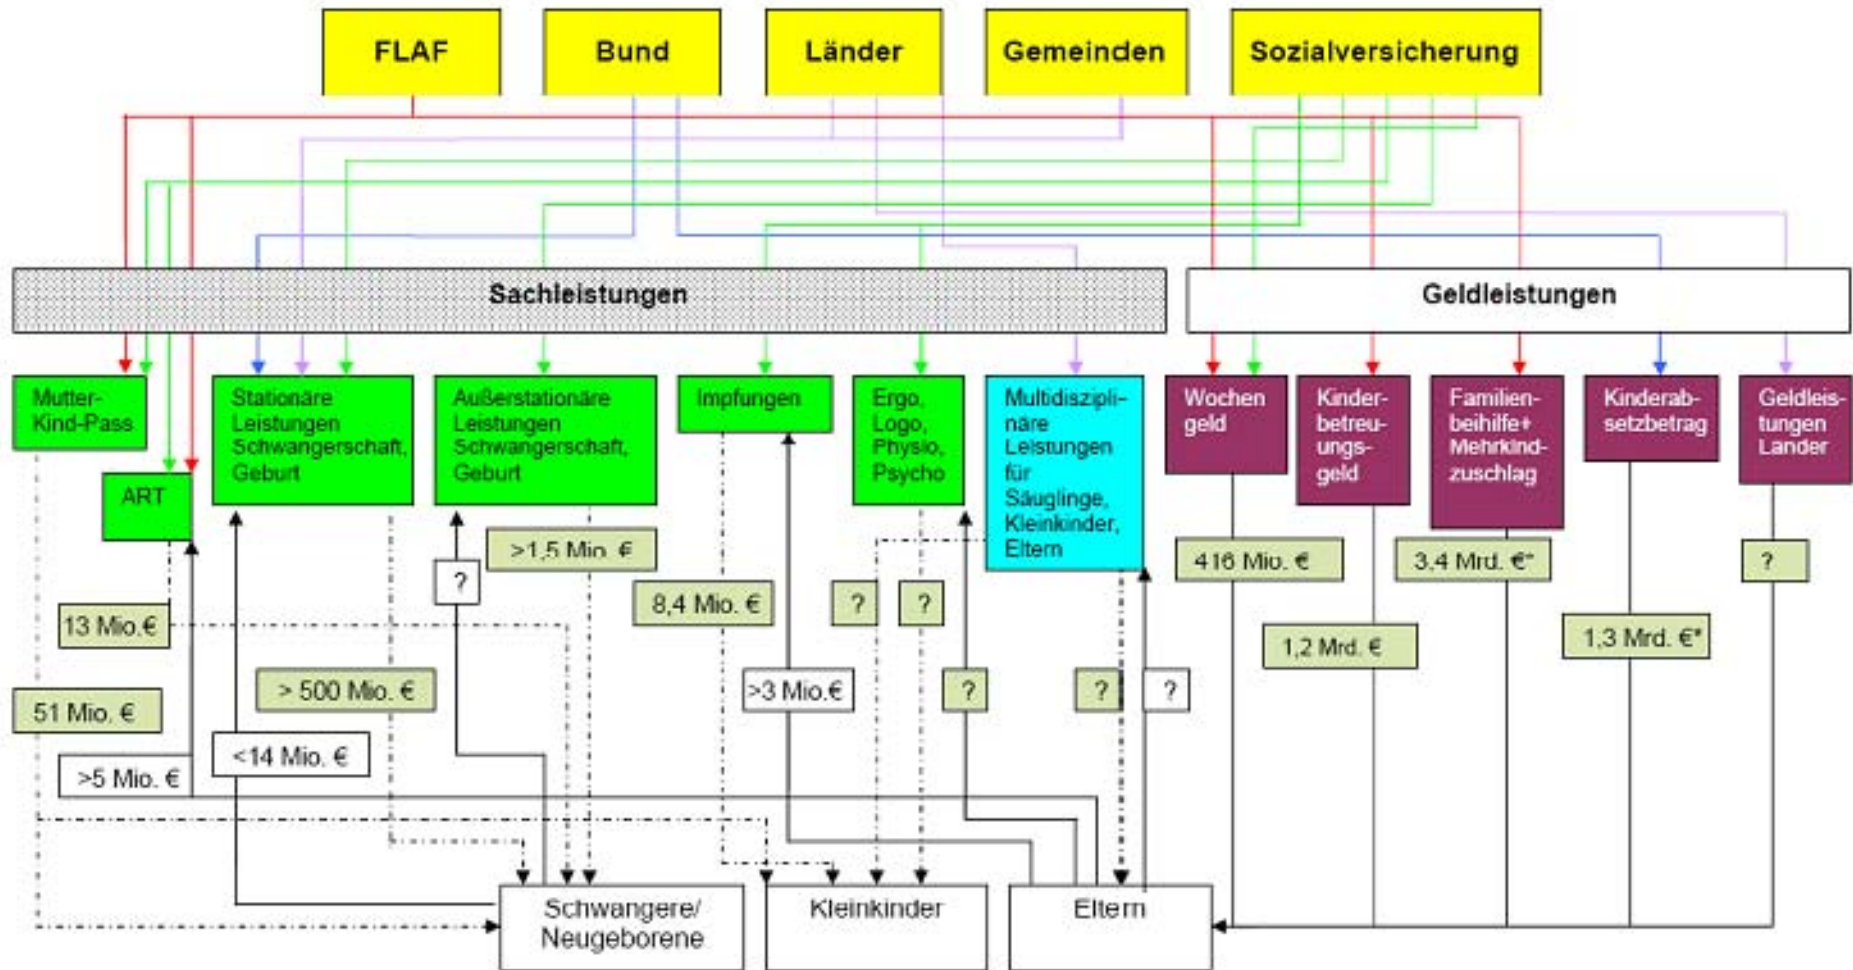 FLAF
Bund
Länder
Gemeinden
Sozialversicherung
Sachleistungen
Geldleistungen
Mutter-
Kind-Pass
ART
Stationäre
Leistungen
Schwangerschaft,
Geburt
Außerstationäre
Leistungen
Schwangerschaft,
Geburt
Impfungen
Ergo,
Logo,
Physio,
Psycho
Multidiszipli-
näre
Leistungen
für
Säuglinge,
Kleinkinder,
Eltern
Wochen
geld
Kinder-
betreu-
ungs-
geld
Familien-
beihilfe+
Mehrkind-
zuschlag
Kinderab-
setzbetrag
Geldleis-
tungen
Länder
>1,5 Mio. €
?
416 Mio. €
3,4 Mrd. €*
?
13 Mio.€
8,4 Mio. €
?
?
1,2 Mrd. €
1,3 Mrd. €*
51 Mio. €
> 500 Mio. €
>3 Mio.€
?
?
?
>5 Mio. €
<14 Mio. €
Schwangere/
Neugeborene
Kleinkinder
Eltern